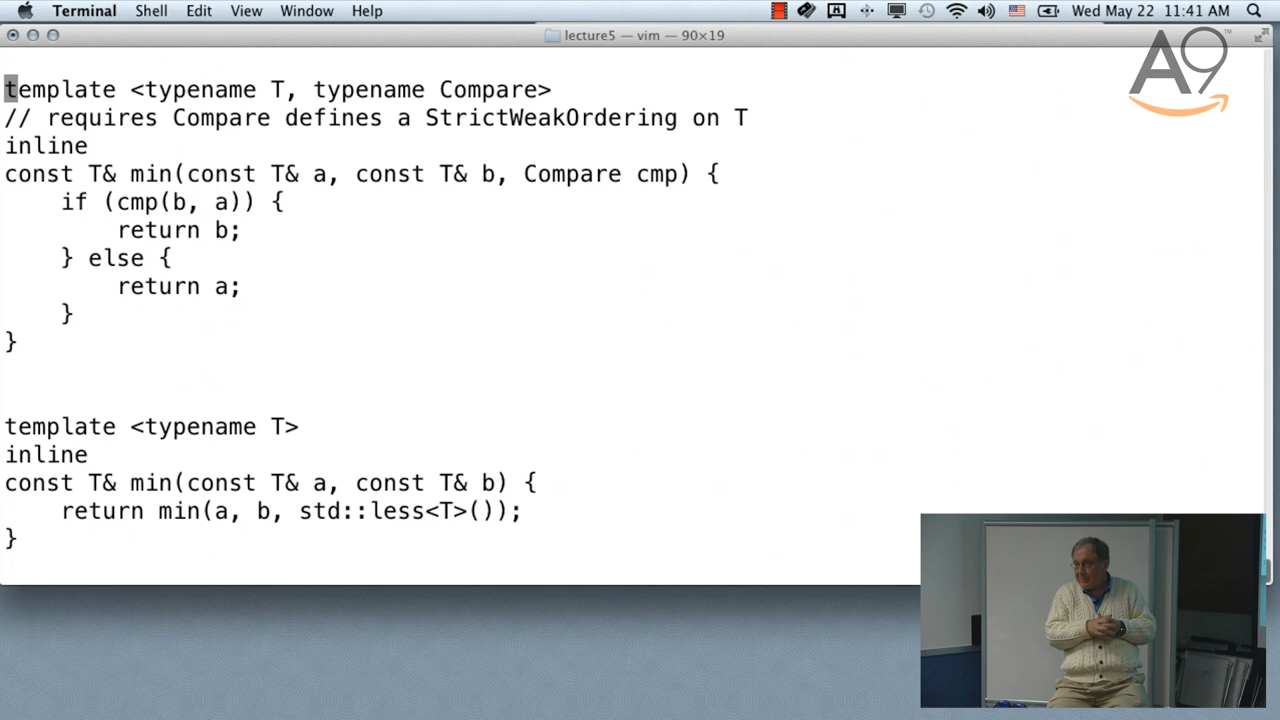 Terminal Shell Edit View Window Help Wed May 22 11:41 AM
lecture5 — vim — 90×19
A9™
template <typename T, typename Compare>
// requires Compare defines a StrictWeakOrdering on T
inline
const T& min(const T& a, const T& b, Compare cmp) {
    if (cmp(b, a)) {
        return b;
    } else {
        return a;
    }
}
template <typename T>
inline
const T& min(const T& a, const T& b) {
    return min(a, b, std::less<T>());
}